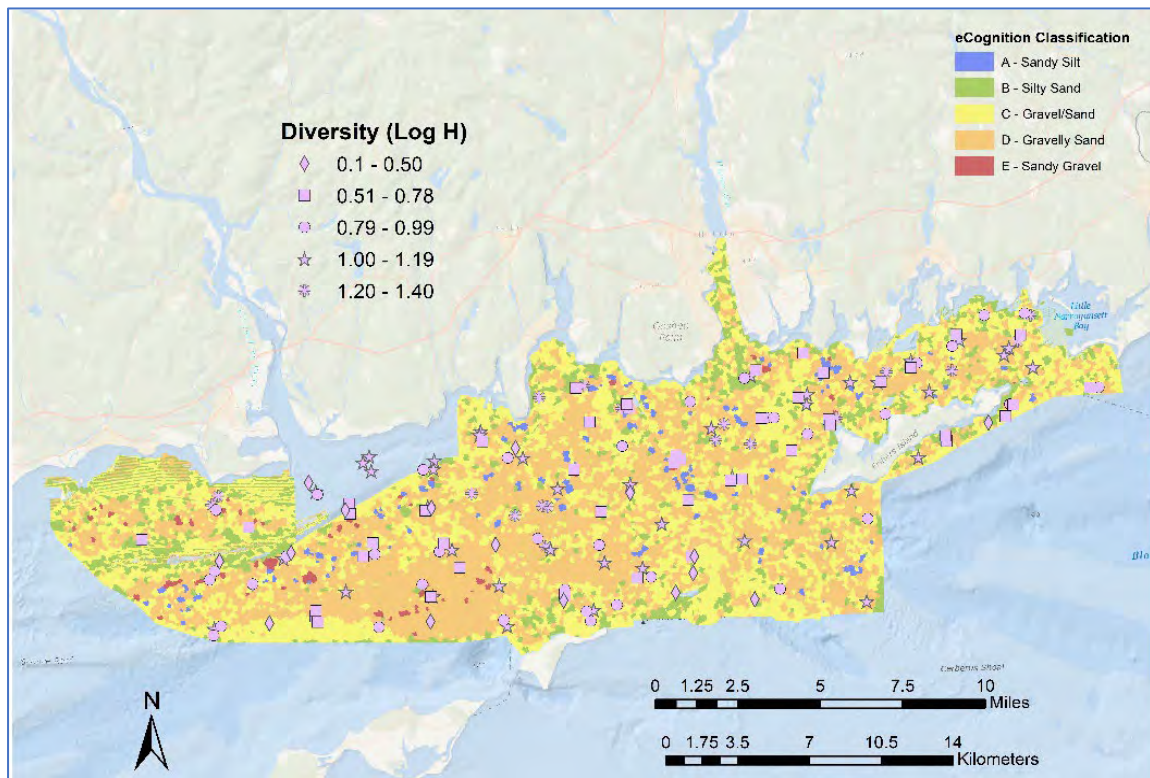 eCognition Classification
A - Sandy Silt
B - Silty Sand
C - Gravel/Sand
D - Gravelly Sand
E - Sandy Gravel
Diversity (Log H)
0.1 - 0.50
0.51 - 0.78
0.79 - 0.99
1.00 - 1.19
1.20 - 1.40
Little
Narragansett
Bay
Fishers Island
Cerberus Shoal
N
0 1.25 2.5 5 7.5 10
Miles
0 1.75 3.5 7 10.5 14
Kilometers